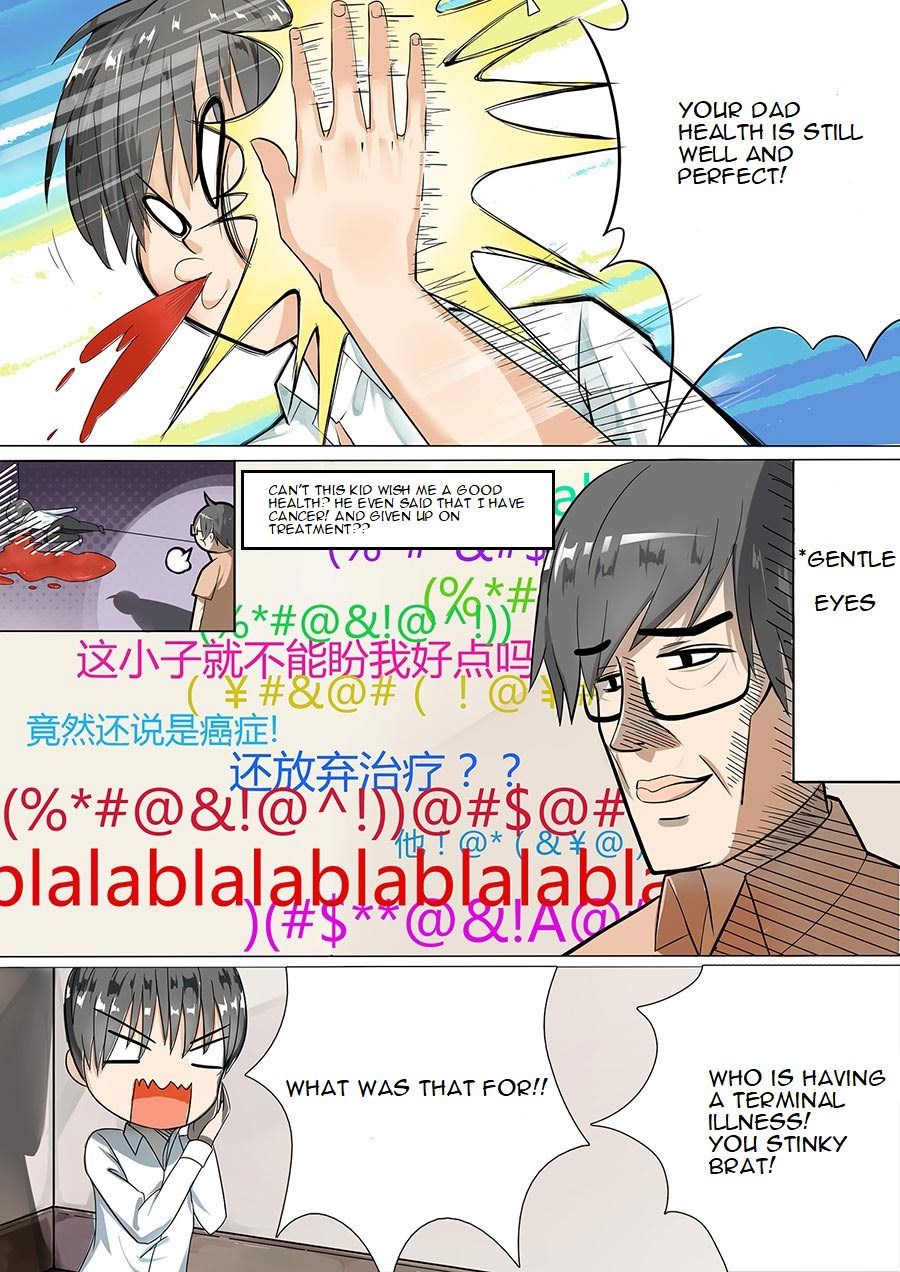 YOUR DAD
HEALTH IS STILL
WELL AND
PERFECT!
CAN'T THIS KID WISH ME A GOOD
HEALTH? HE EVEN SAID THAT I HAVE
CANCER! AND GIVEN UP ON
TREATMENT??
*GENTLE
EYES
(%*#@&!@^!))
这小子就不能盼我好点吗
(￥#&@#(!@￥#
竟然还说是癌症!
还放弃治疗？？
(%*#@&!@^!))@#$@#
他！@*(&￥@,)
blalablalablablalabla
)(#$**@&!A@
WHAT WAS THAT FOR!!
WHO IS HAVING
A TERMINAL
ILLNESS!
YOU STINKY
BRAT!